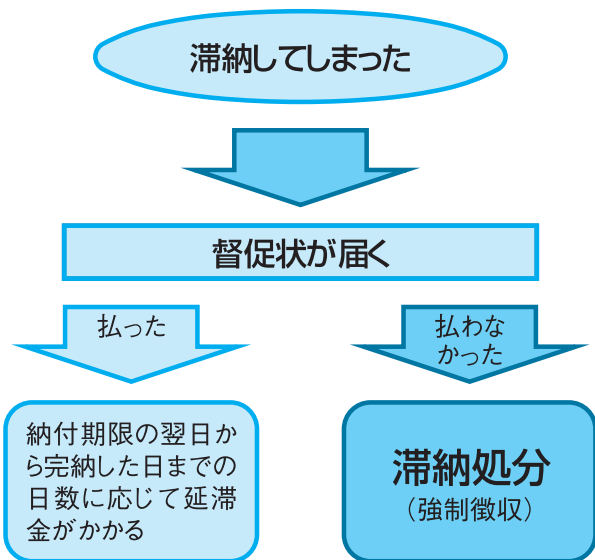 滞納してしまった
督促状が届く
払った
払わな
かった
納付期限の翌日か
ら完納した日までの
日数に応じて延滞
金がかかる
滞納処分
（強制徴収）